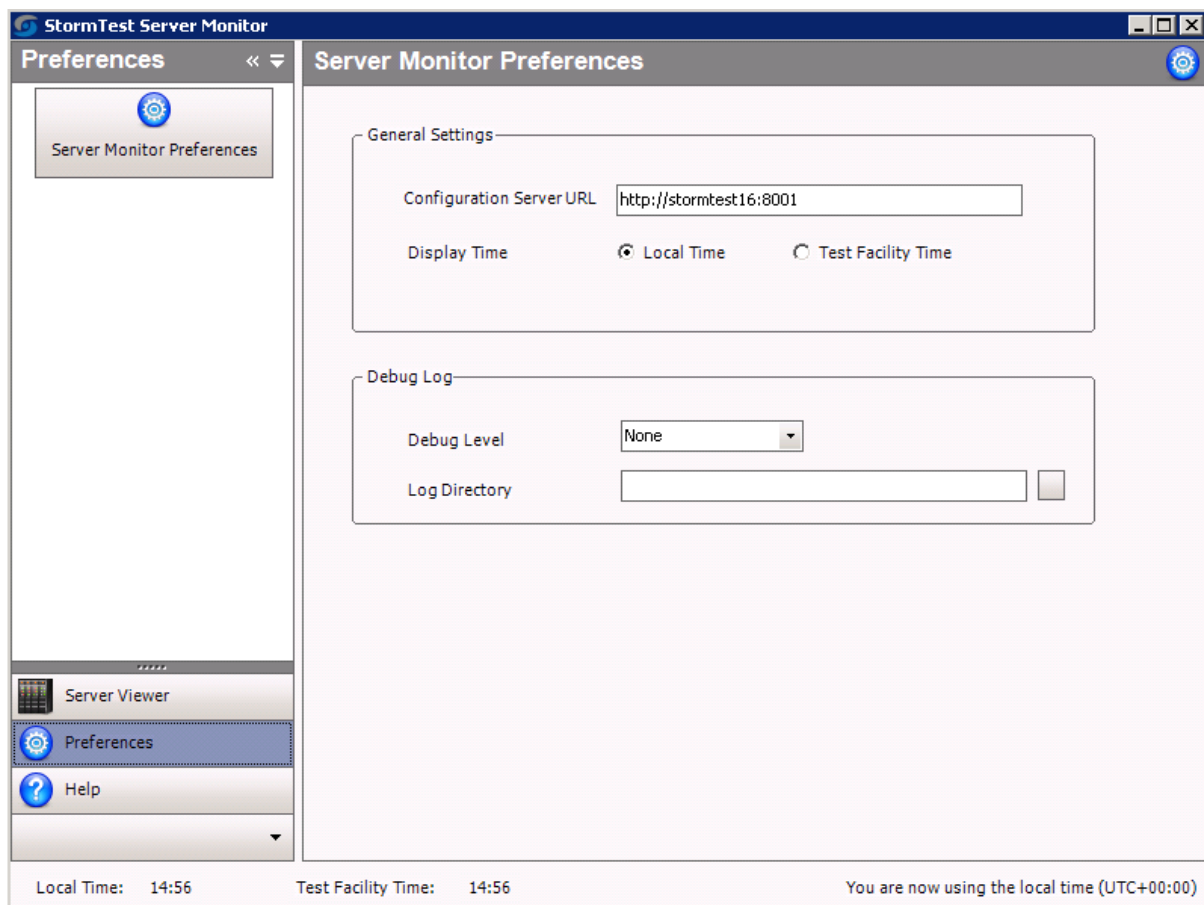 StormTest Server Monitor
Preferences
Server Monitor Preferences
Server Monitor Preferences
General Settings
Configuration Server URL http://stormtest16:8001
Display Time Local Time Test Facility Time
Debug Log
Debug Level None
Log Directory
Server Viewer
Preferences
Help
Local Time: 14:56 Test Facility Time: 14:56 You are now using the local time (UTC+00:00)